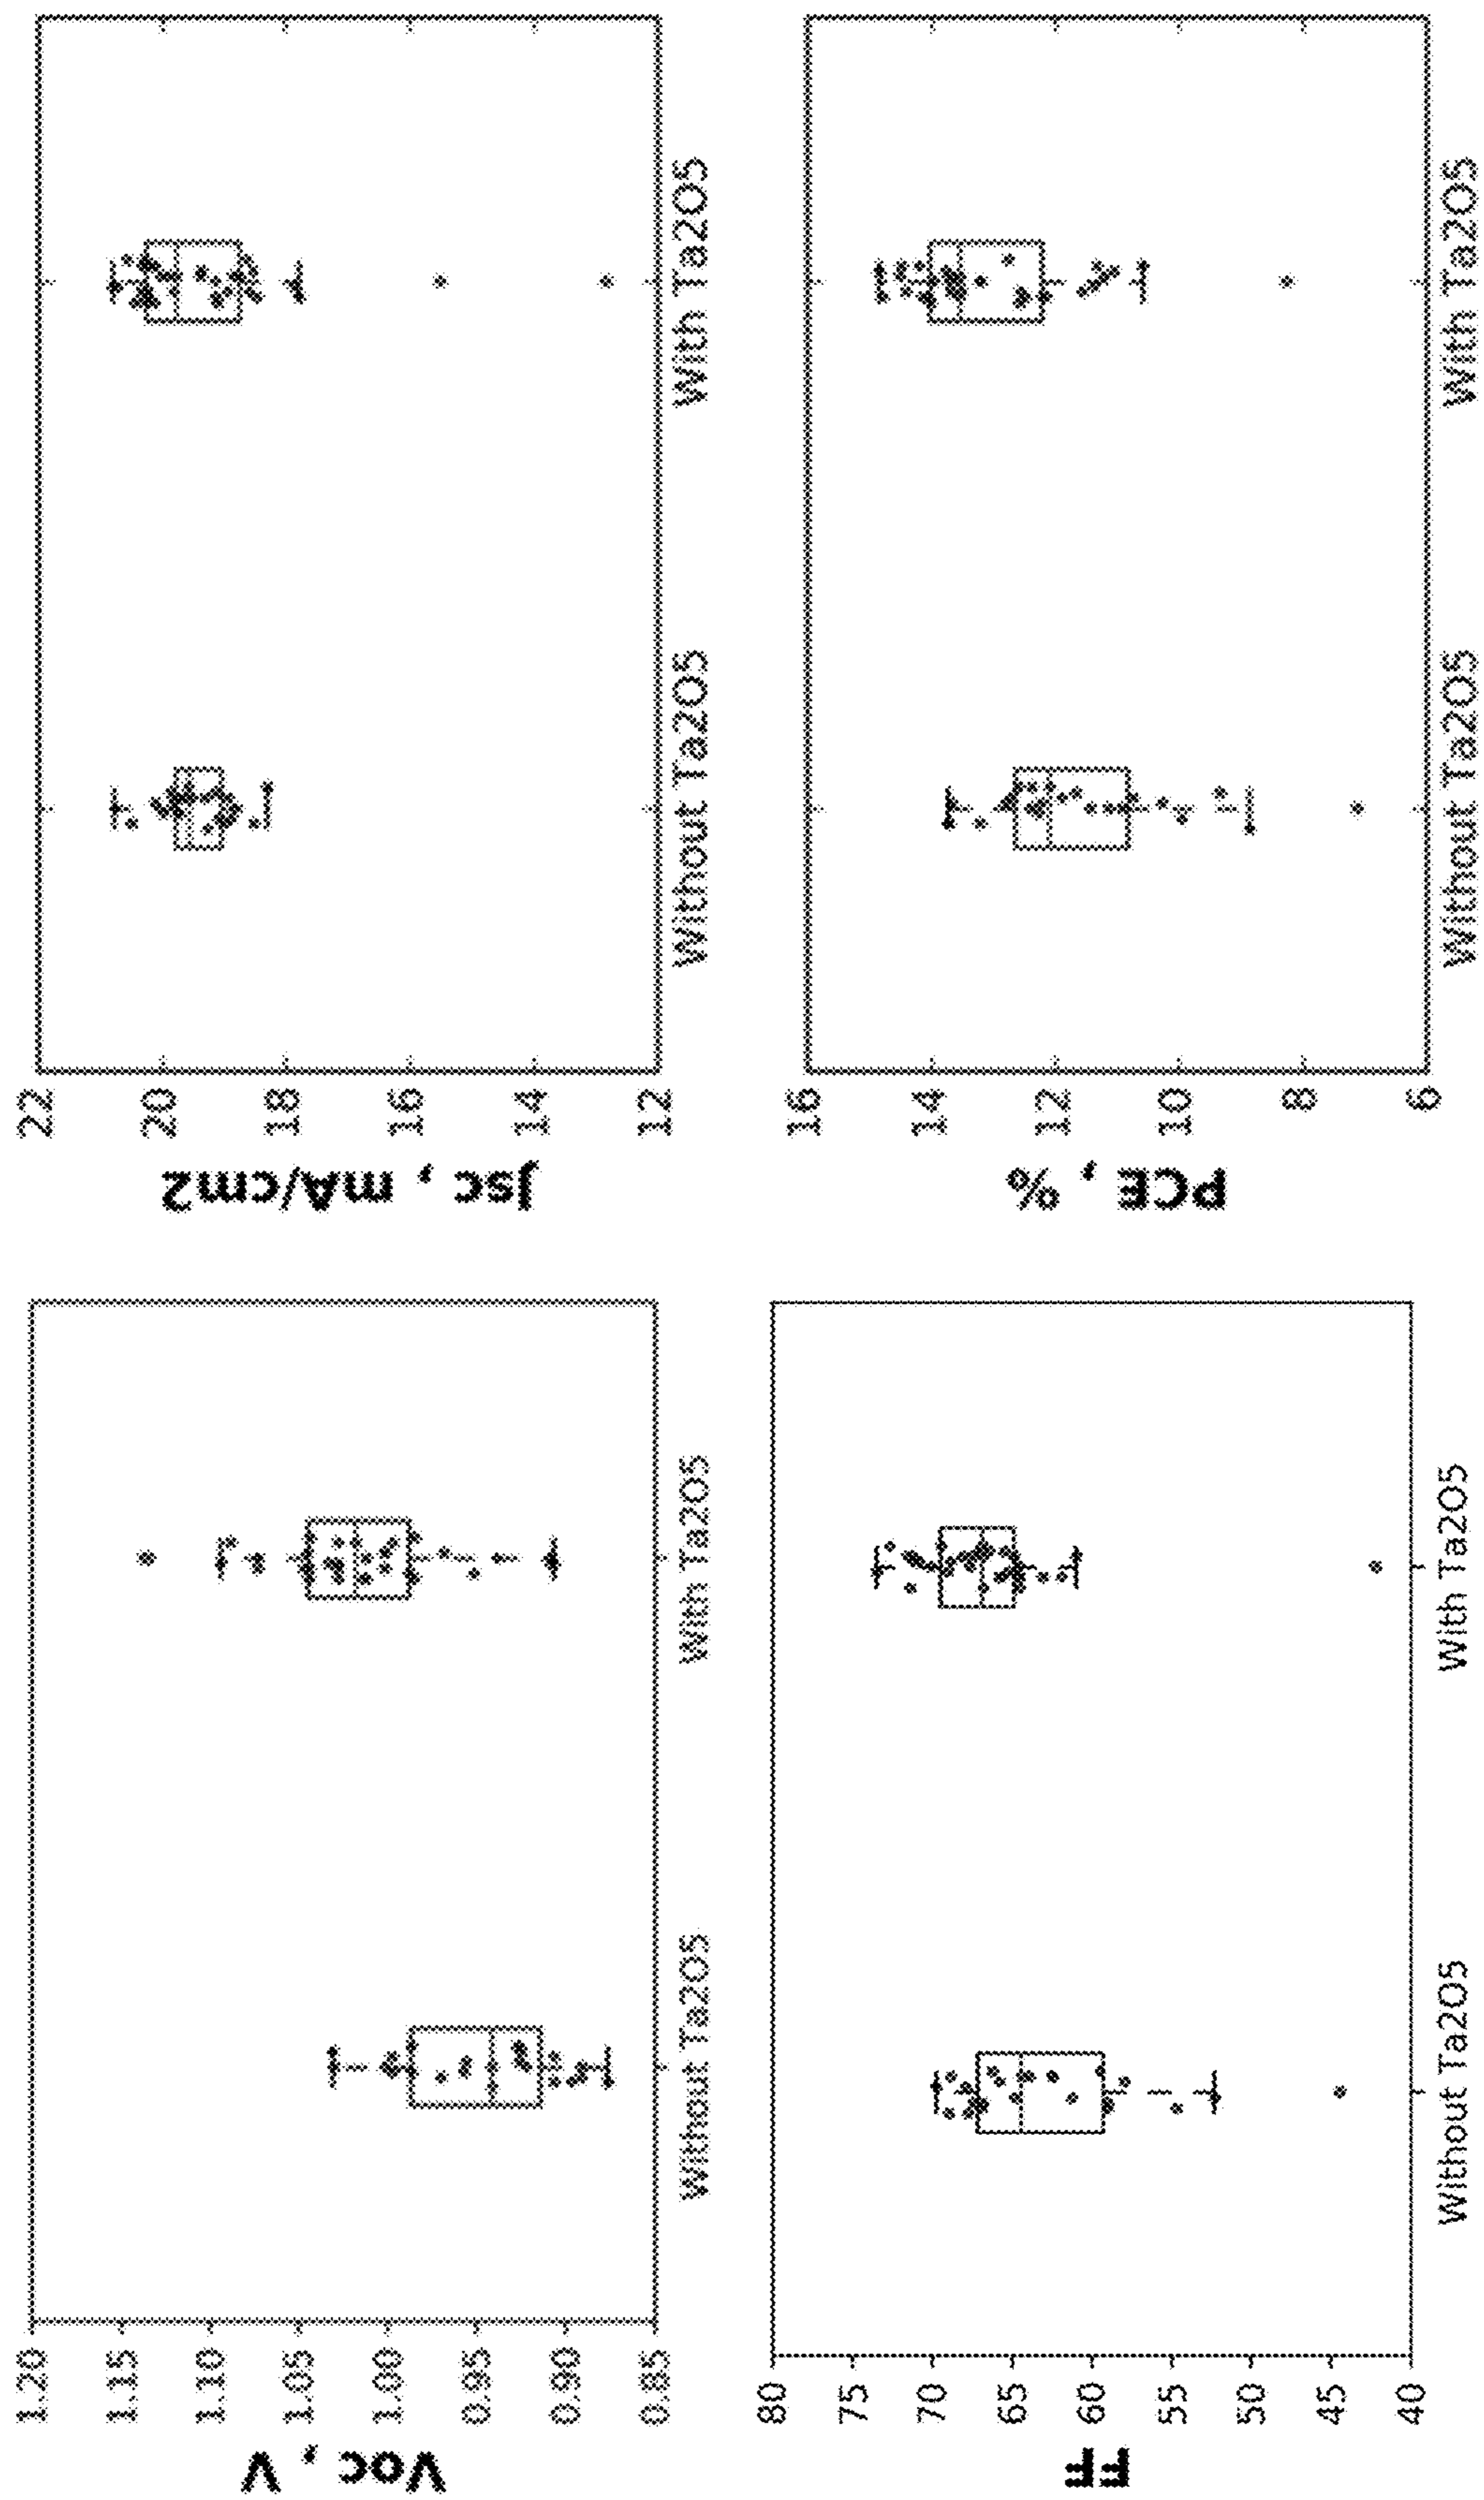 Voc , V
1.20
1.15
1.10
1.05
1.00
0.95
0.90
0.85
Without Ta2O5
With Ta2O5
Jsc , mA/cm2
22
20
18
16
14
12
Without Ta2O5
With Ta2O5
FF
80
75
70
65
60
55
50
45
40
Without Ta2O5
With Ta2O5
PCE , %
16
14
12
10
8
6
Without Ta2O5
With Ta2O5